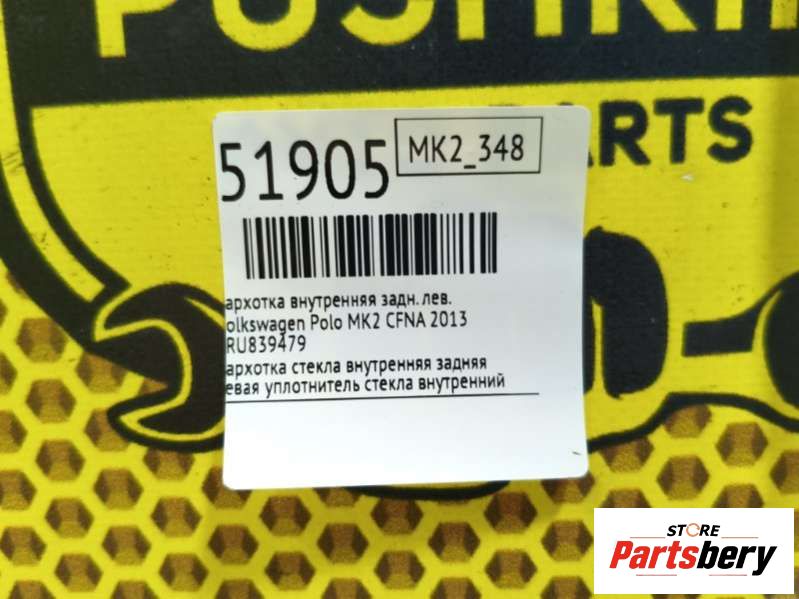 51905
MK2_348
ARTS
архотка внутренняя задн. лев.
olkswagen Polo MK2 CFNA 2013
RU839479
архотка стекла внутренняя задняя
евая уплотнитель стекла внутренний
STORE
Partsbery